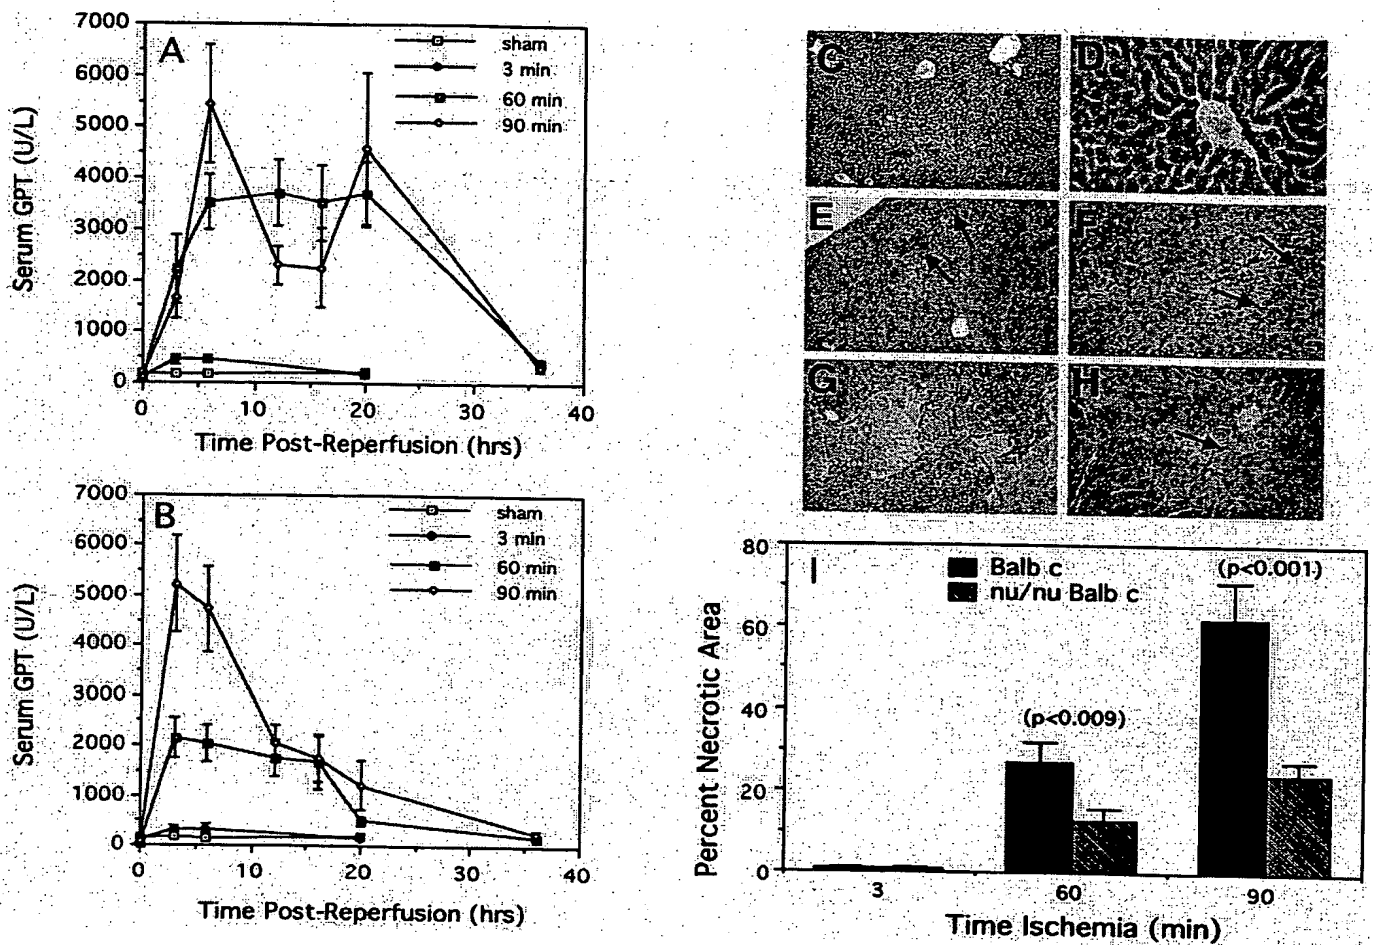 A
sham
3 min
60 min
90 min
7000
6000
5000
4000
3000
2000
1000
0
Serum GPT (U/L)
0 10 20 30 40
Time Post-Reperfusion (hrs)
B
sham
3 min
60 min
90 min
7000
6000
5000
4000
3000
2000
1000
0
Serum GPT (U/L)
0 10 20 30 40
Time Post-Reperfusion (hrs)
C
D
E
F
G
H
I
Balb c
nu/nu Balb c
(p<0.001)
(p<0.009)
80
60
40
20
0
Percent Necrotic Area
3 60 90
Time Ischemia (min)